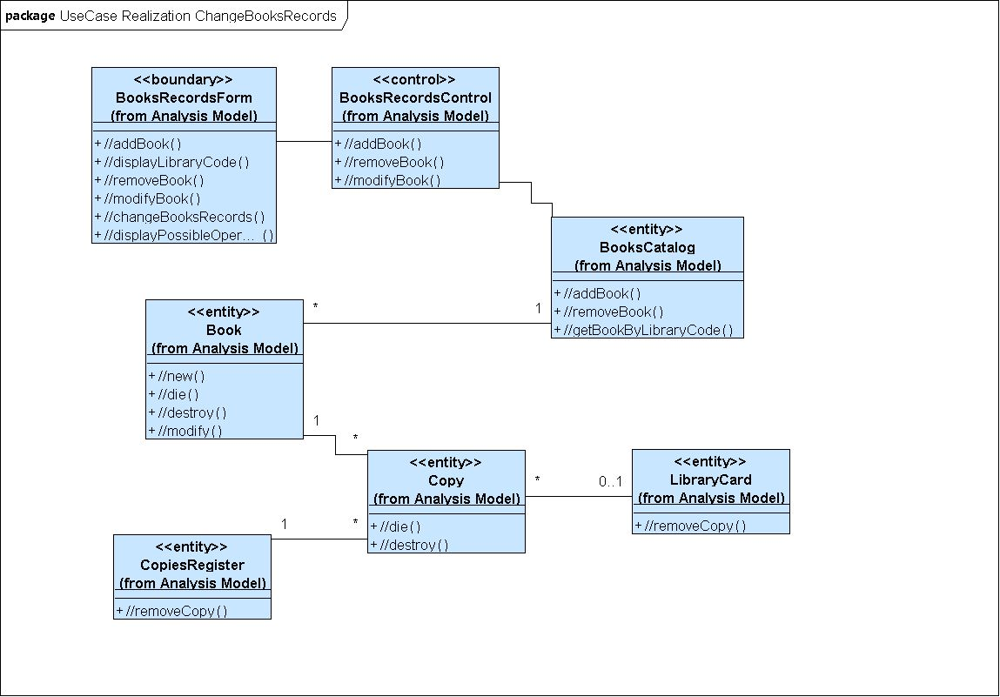 package UseCase Realization ChangeBooksRecords
<<boundary>>
BooksRecordsForm
(from Analysis Model)
+ //addBook()
+ //displayLibraryCode()
+ //removeBook()
+ //modifyBook()
+ //changeBooksRecords()
+ //displayPossibleOper... ()
<<control>>
BooksRecordsControl
(from Analysis Model)
+ //addBook()
+ //removeBook()
+ //modifyBook()
<<entity>>
BooksCatalog
(from Analysis Model)
+ //addBook()
+ //removeBook()
+ //getBookByLibraryCode()
* 1
<<entity>>
Book
(from Analysis Model)
+ //new()
+ //die()
+ //destroy()
+ //modify()
1 *
<<entity>>
Copy
(from Analysis Model)
+ //die()
+ //destroy()
* 0..1
<<entity>>
LibraryCard
(from Analysis Model)
+ //removeCopy()
1 *
<<entity>>
CopiesRegister
(from Analysis Model)
+ //removeCopy()